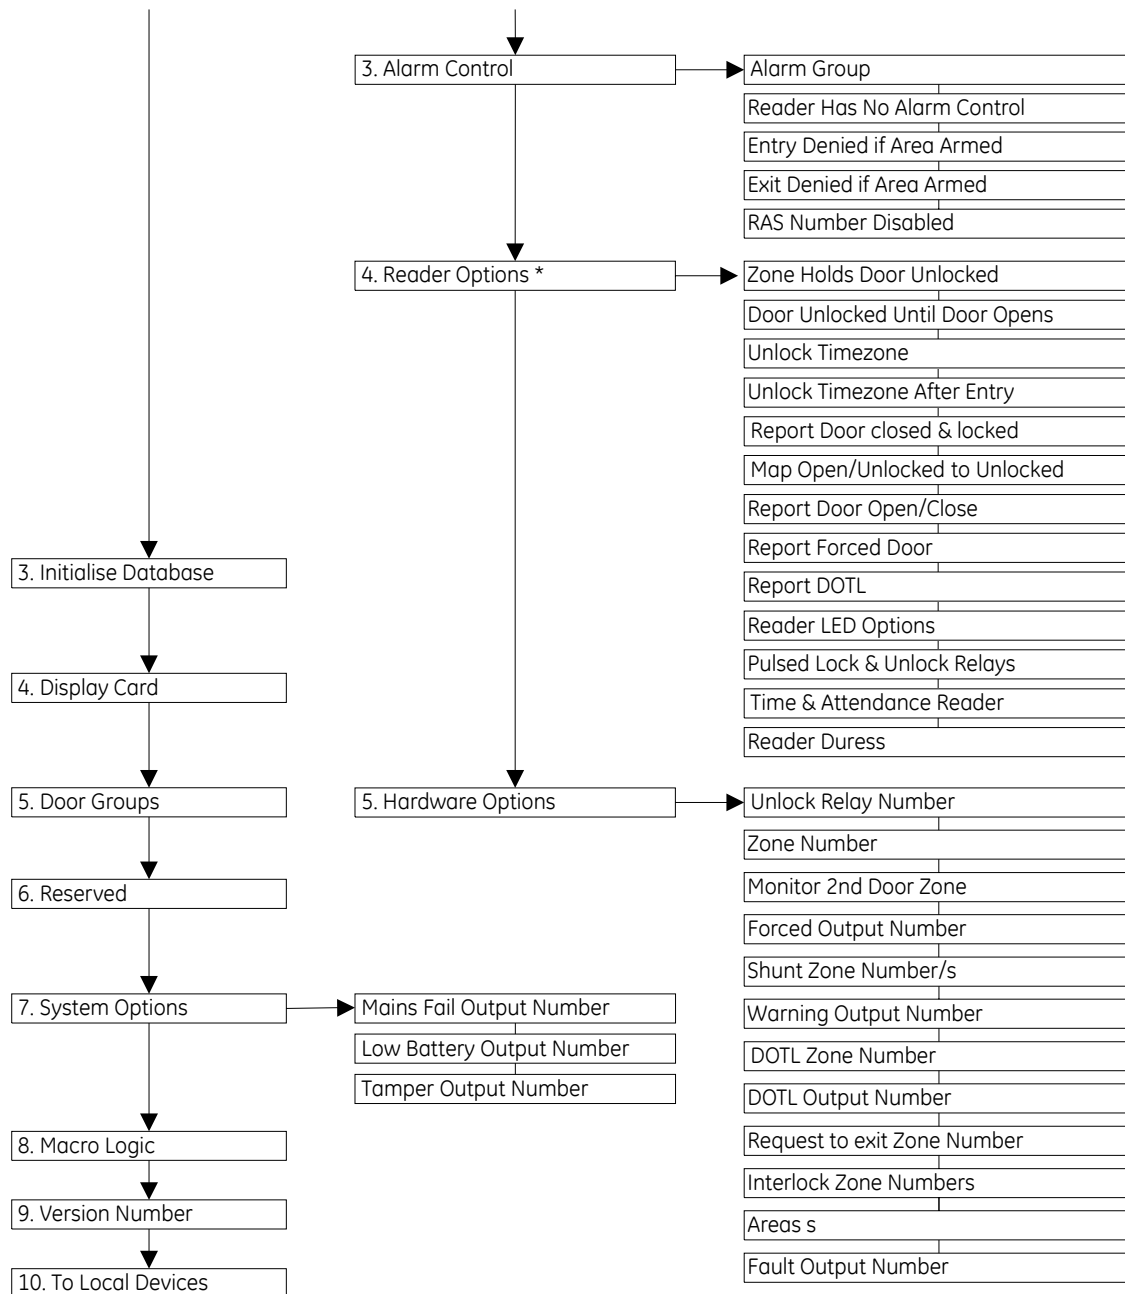 3. Alarm Control
Alarm Group
Reader Has No Alarm Control
Entry Denied if Area Armed
Exit Denied if Area Armed
RAS Number Disabled
4. Reader Options *
Zone Holds Door Unlocked
Door Unlocked Until Door Opens
Unlock Timezone
Unlock Timezone After Entry
Report Door closed & locked
Map Open/Unlocked to Unlocked
Report Door Open/Close
Report Forced Door
Report DOTL
Reader LED Options
Pulsed Lock & Unlock Relays
Time & Attendance Reader
Reader Duress
3. Initialise Database
4. Display Card
5. Door Groups
6. Reserved
7. System Options
Mains Fail Output Number
Low Battery Output Number
Tamper Output Number
8. Macro Logic
9. Version Number
10. To Local Devices
5. Hardware Options
Unlock Relay Number
Zone Number
Monitor 2nd Door Zone
Forced Output Number
Shunt Zone Number/s
Warning Output Number
DOTL Zone Number
DOTL Output Number
Request to exit Zone Number
Interlock Zone Numbers
Areas s
Fault Output Number